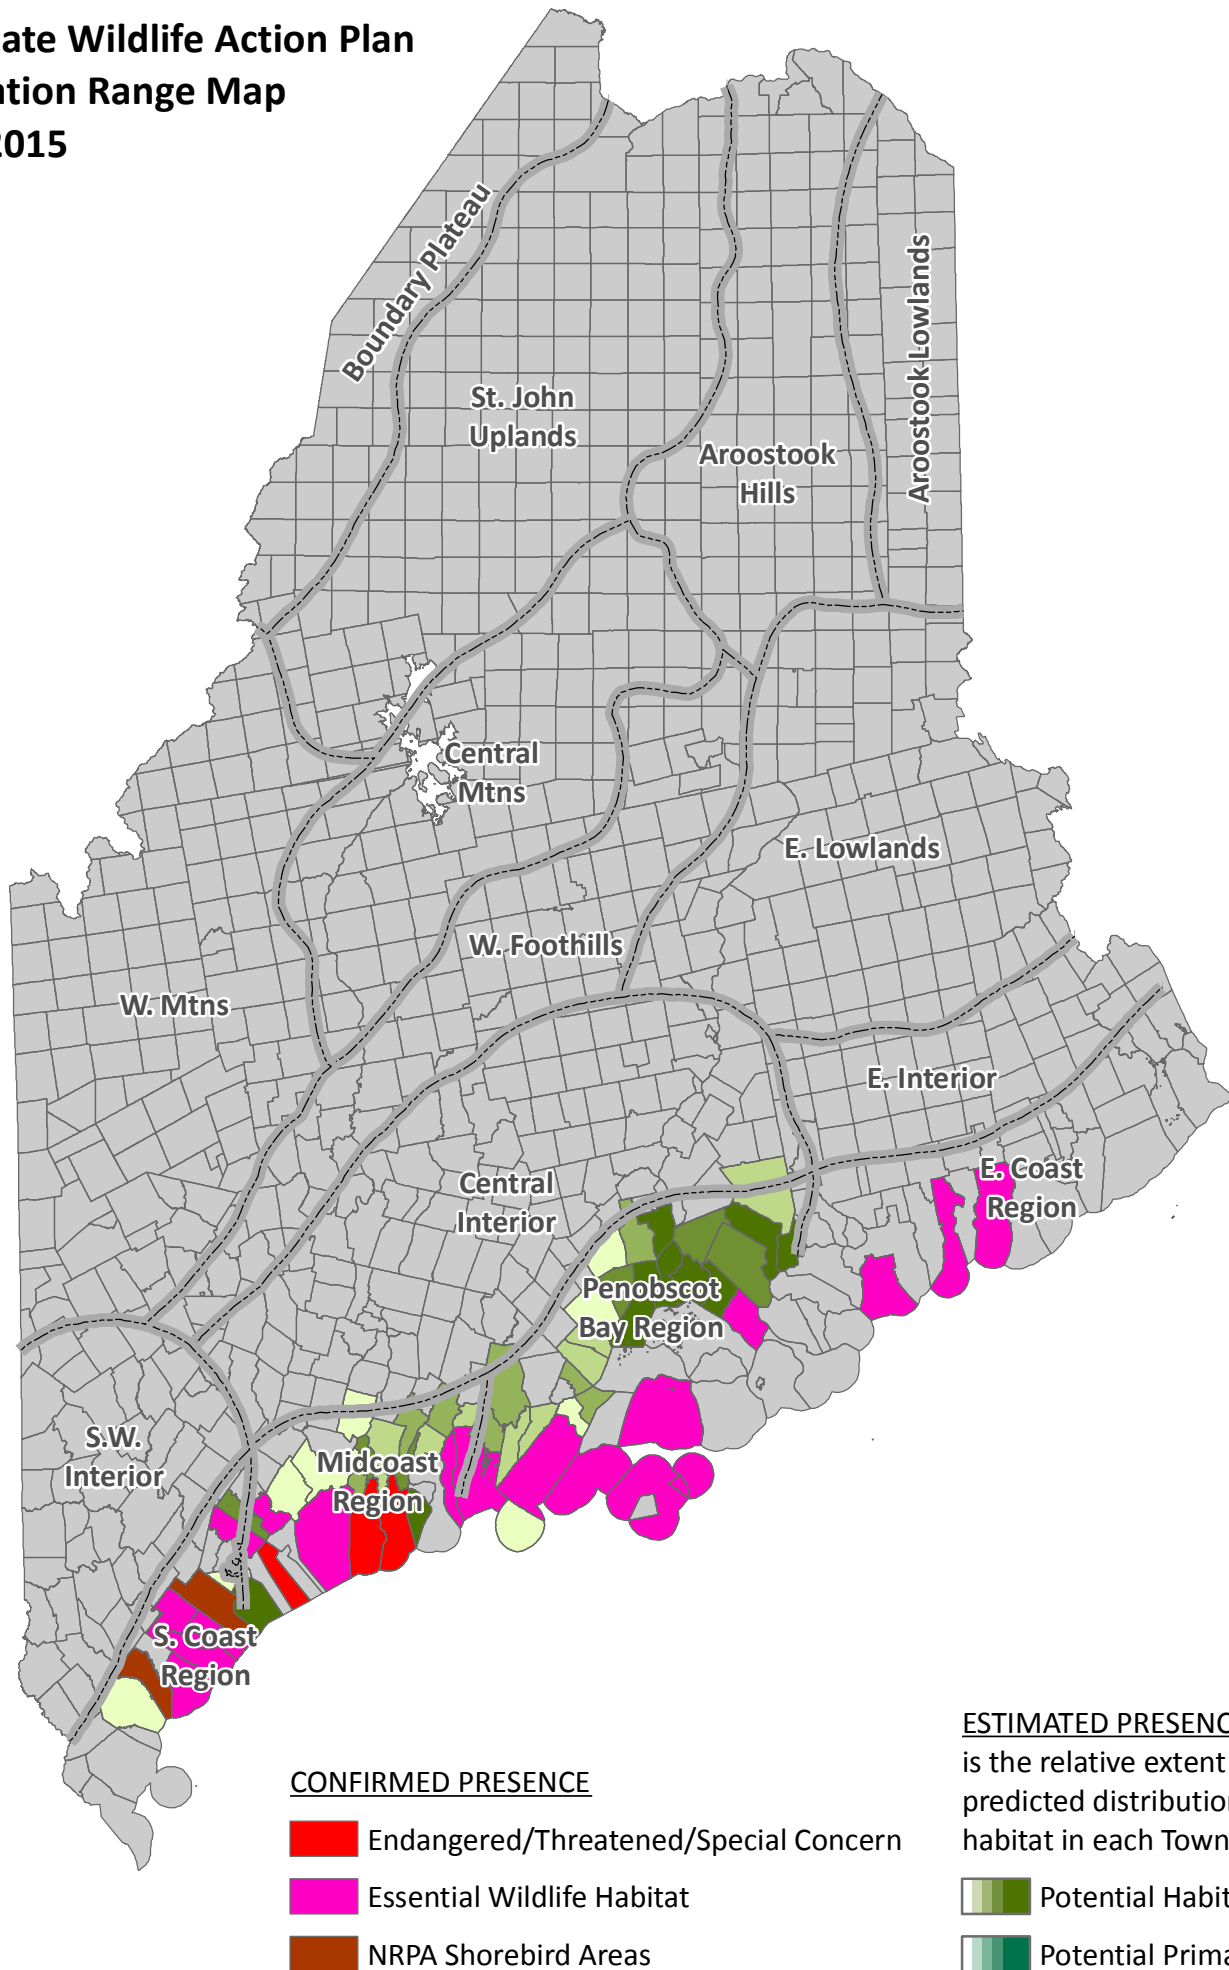 ate Wildlife Action Plan
ation Range Map
2015
Boundary Plateau
St. John
Uplands
Aroostook
Hills
Aroostook Lowlands
Central
Mtns
E. Lowlands
W. Foothills
W. Mtns
E. Interior
Central
Interior
E. Coast
Region
Penobscot
Bay Region
S.W.
Interior
Midcoast
Region
S. Coast
Region
CONFIRMED PRESENCE
Endangered/Threatened/Special Concern
Essential Wildlife Habitat
NRPA Shorebird Areas
ESTIMATED PRESENC
is the relative extent
predicted distribution
habitat in each Town
Potential Habit
Potential Prima